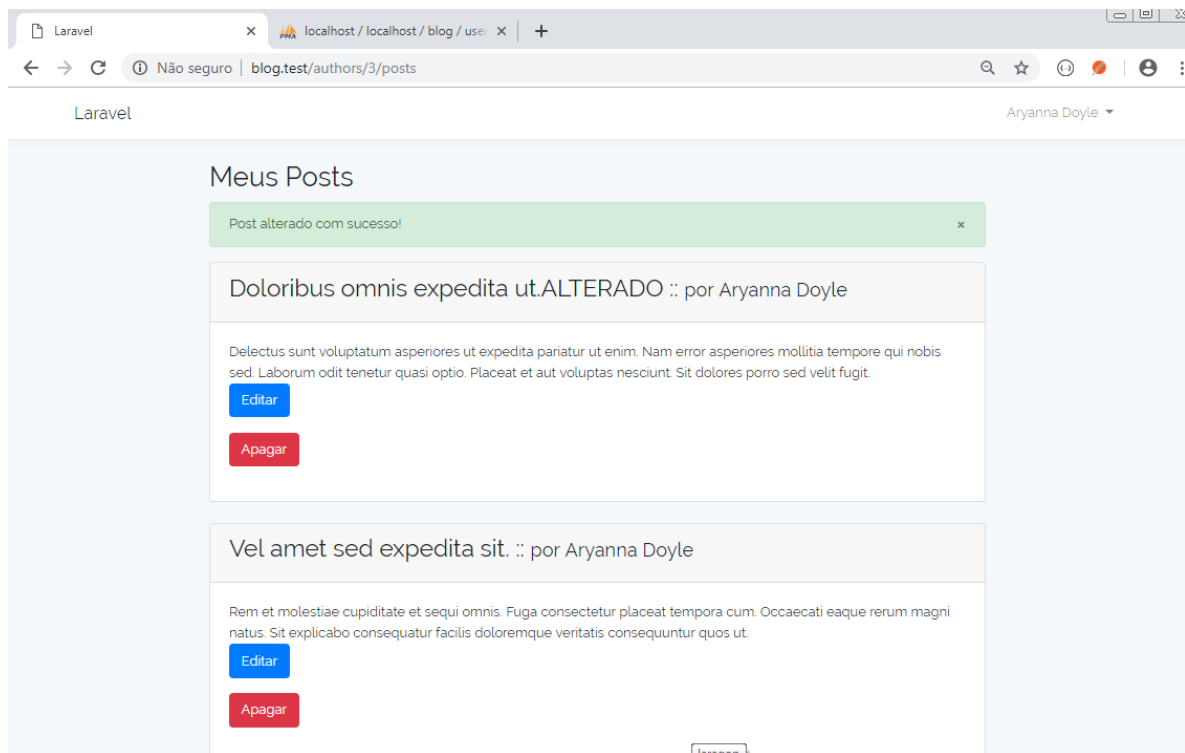 Laravel
PMA localhost / localhost / blog / user
Não seguro | blog.test/authors/3/posts
Laravel
Aryanna Doyle
Meus Posts
Post alterado com sucesso!
×
Doloribus omnis expedita ut.ALTERADO :: por Aryanna Doyle
Delectus sunt voluptatum asperiores ut expedita pariatur ut enim. Nam error asperiores mollitia tempore qui nobis
sed. Laborum odit tenetur quasi optio. Placeat et aut voluptas nesciunt. Sit dolores porro sed velit fugit.
Editar
Apagar
Vel amet sed expedita sit. :: por Aryanna Doyle
Rem et molestiae cupiditate et sequi omnis. Fuga consectetur placeat tempora cum. Occaecati eaque rerum magni
natus. Sit explicabo consequatur facilis doloremque veritatis consequuntur quos ut.
Editar
Apagar